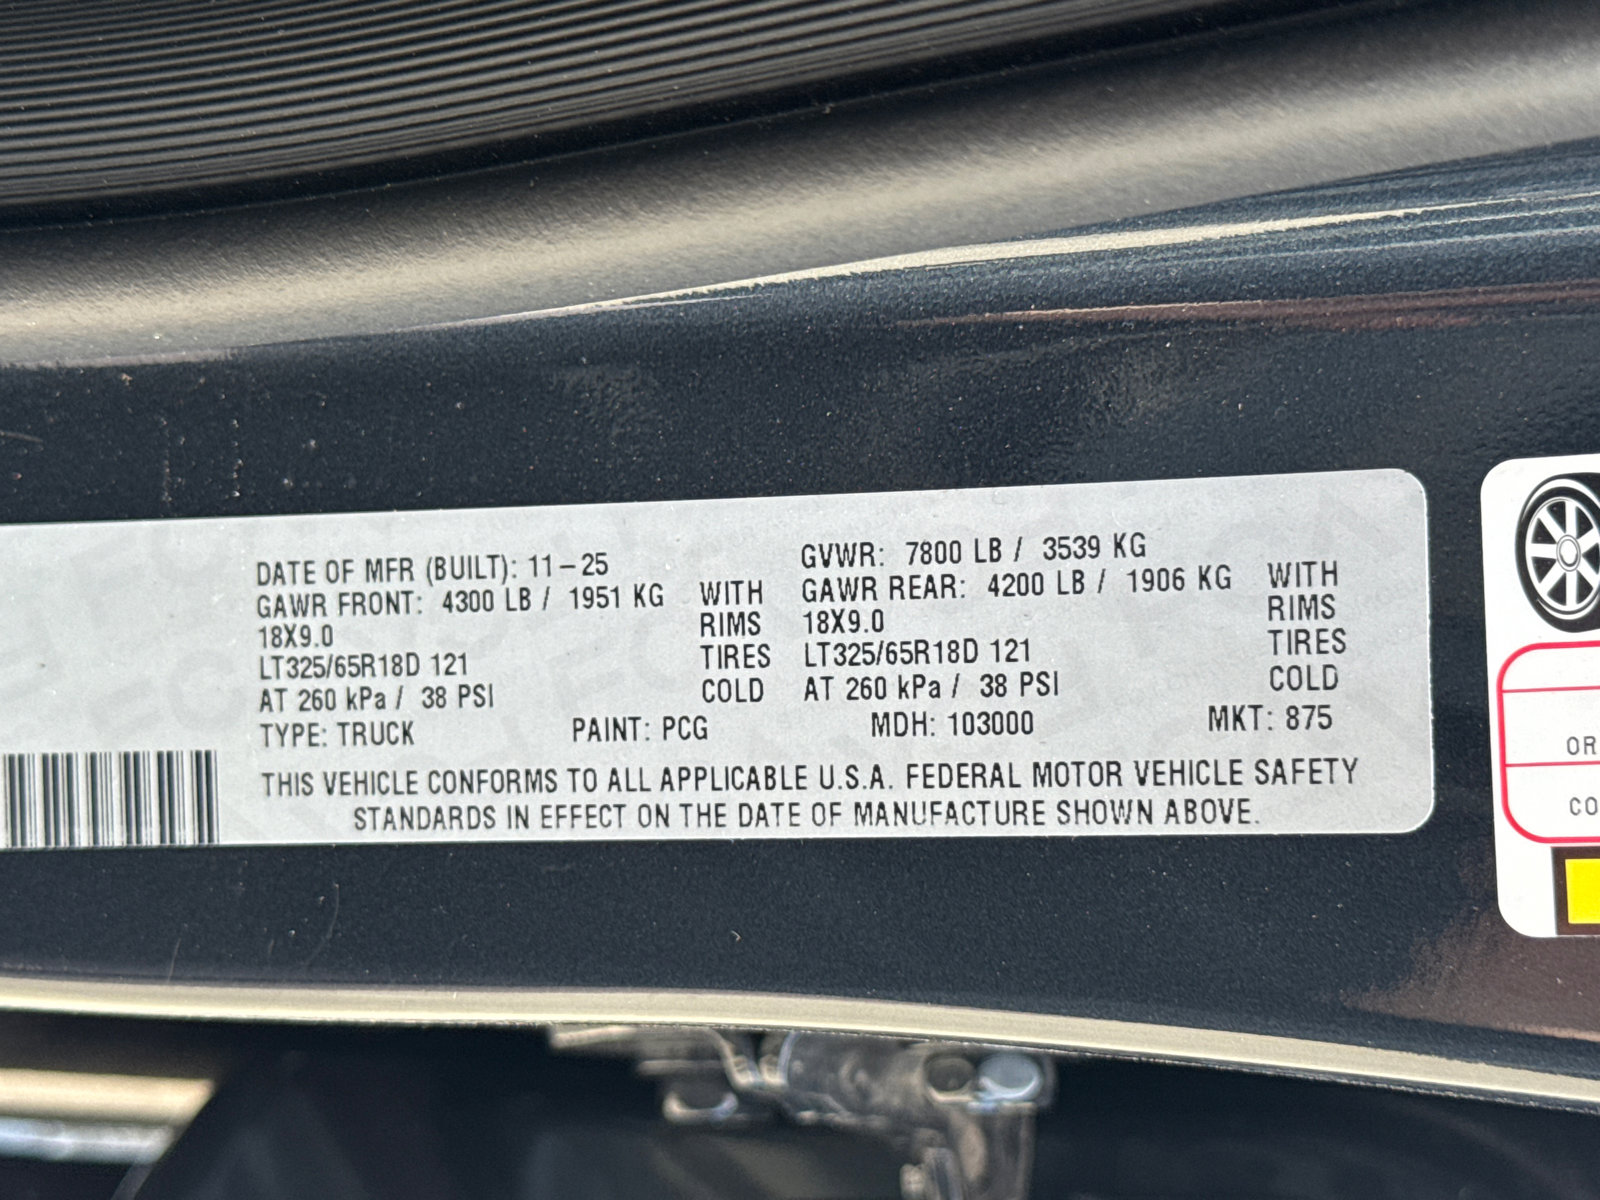 DATE OF MFR (BUILT): 11-25
GVWR: 7800 LB / 3539 KG
GAWR FRONT: 4300 LB / 1951 KG WITH
GAWR REAR: 4200 LB / 1906 KG WITH
18X9.0 RIMS
18X9.0 RIMS
LT325/65R18D 121 TIRES
LT325/65R18D 121 TIRES
AT 260 kPa / 38 PSI COLD
AT 260 kPa / 38 PSI COLD
TYPE: TRUCK PAINT: PCG MDH: 103000 MKT: 875
THIS VEHICLE CONFORMS TO ALL APPLICABLE U.S.A. FEDERAL MOTOR VEHICLE SAFETY
STANDARDS IN EFFECT ON THE DATE OF MANUFACTURE SHOWN ABOVE.
OR
CO